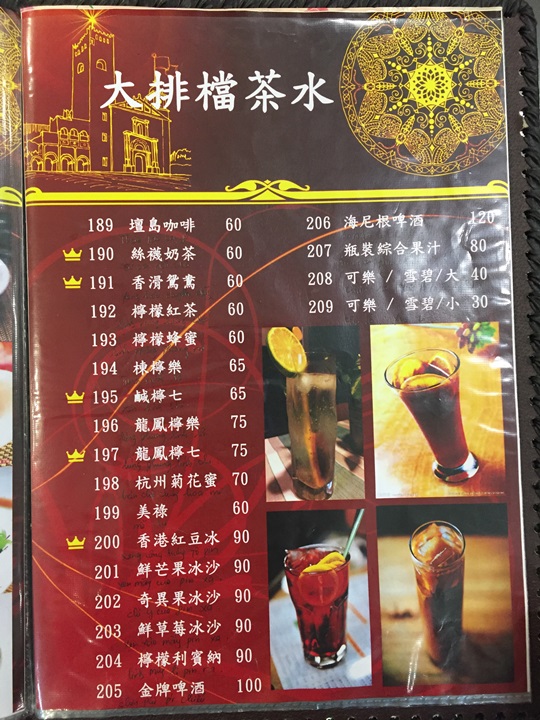 大排檔茶水
189 壇島咖啡 60
190 絲襪奶茶 60
191 香滑鴛鴦 60
192 檸檬紅茶 60
193 檸檬蜂蜜 60
194 棟檸樂 65
195 鹹檸七 65
196 龍鳳檸樂 75
197 龍鳳檸七 75
198 杭州菊花蜜 70
199 美祿 60
200 香港紅豆冰 90
201 鮮芒果冰沙 90
202 奇異果冰沙 90
203 鮮草莓冰沙 90
204 檸檬利賓納 90
205 金牌啤酒 100
206 海尼根啤酒 120
207 瓶裝綜合果汁 80
208 可樂 / 雪碧/大 40
209 可樂 / 雪碧/小 30